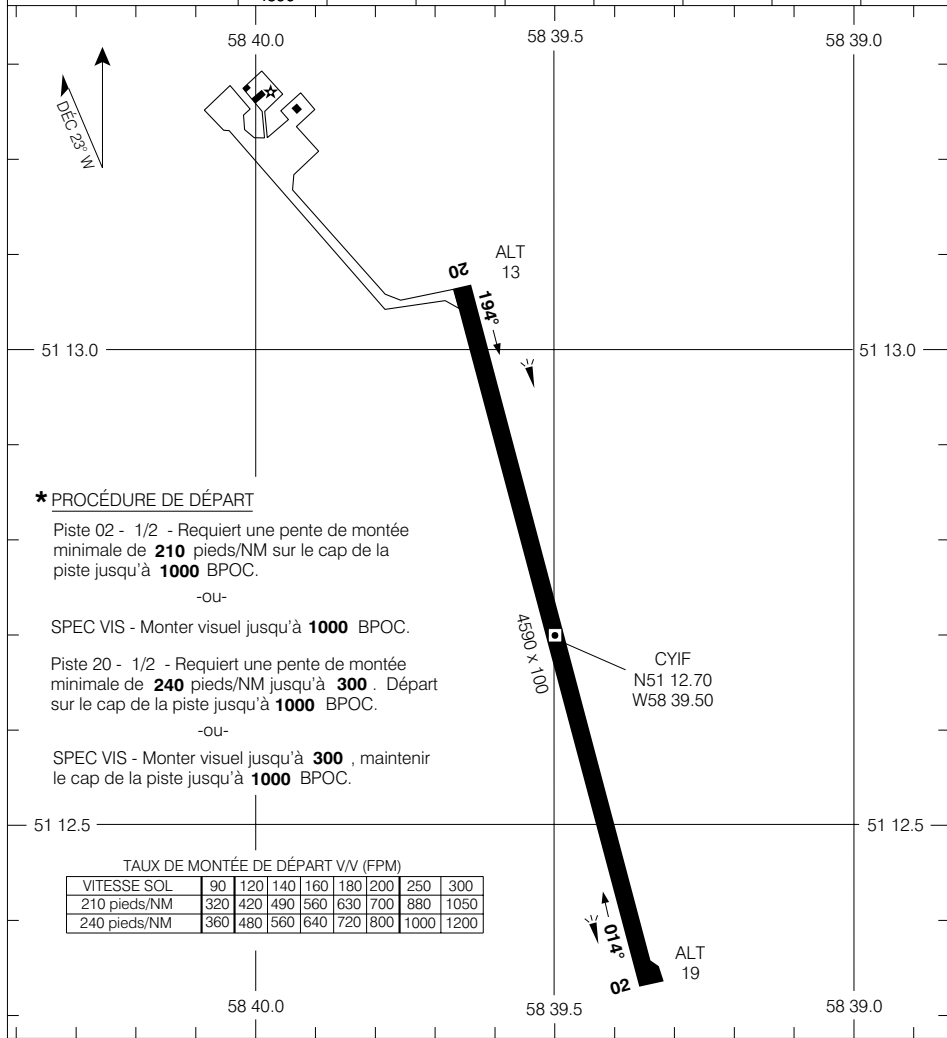 58 40.0
58 39.5
58 39.0
DÉC 23° W
ALT
13
20
194°
51 13.0
51 13.0
* PROCÉDURE DE DÉPART
Piste 02 - 1/2 - Requiert une pente de montée
minimale de 210 pieds/NM sur le cap de la
piste jusqu'à 1000 BPOC.
-ou-
SPEC VIS - Monter visuel jusqu'à 1000 BPOC.
Piste 20 - 1/2 - Requiert une pente de montée
minimale de 240 pieds/NM jusqu'à 300 . Départ
sur le cap de la piste jusqu'à 1000 BPOC.
-ou-
SPEC VIS - Monter visuel jusqu'à 300 , maintenir
le cap de la piste jusqu'à 1000 BPOC.
4590 x 100
CYIF
N51 12.70
W58 39.50
51 12.5
51 12.5
TAUX DE MONTÉE DE DÉPART V/V (FPM)
VITESSE SOL 90 120 140 160 180 200 250 300
210 pieds/NM 320 420 490 560 630 700 880 1050
240 pieds/NM 360 480 560 640 720 800 1000 1200
014°
02
ALT
19
58 40.0
58 39.5
58 39.0